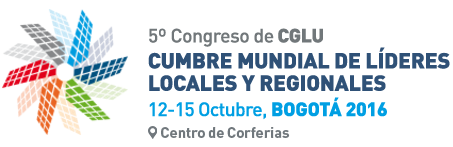 5º Congreso de CGLU
CUMBRE MUNDIAL DE LÍDERES
LOCALES Y REGIONALES
12-15 Octubre, BOGOTÁ 2016
Centro de Corferias